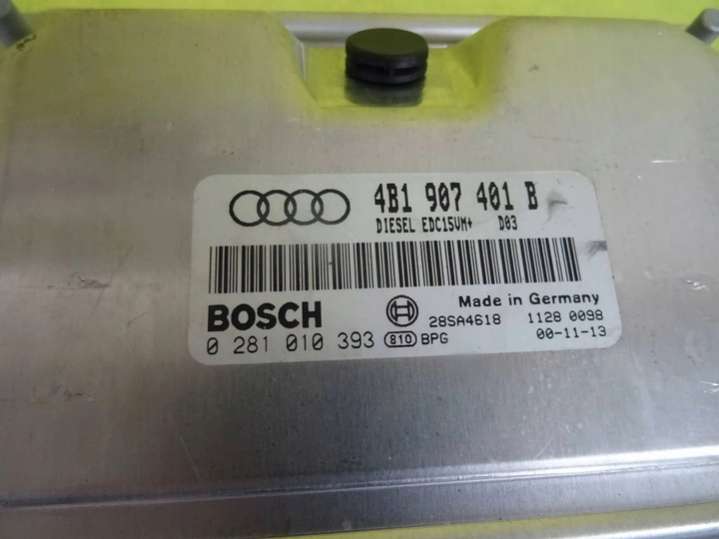 4B1 907 401 B
DIESEL EDC15VM+ D03
BOSCH Made in Germany
28SA4618 1128 0098
0 281 010 393 810 BPG 00-11-13